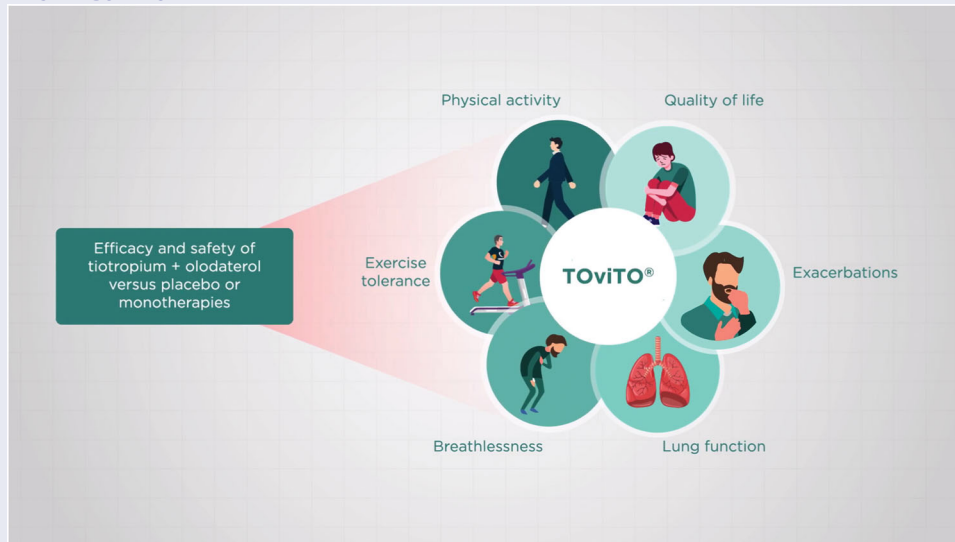 Physical activity
Quality of life
Efficacy and safety of
tiotropium + olodaterol
versus placebo or
monotherapies
Exercise
tolerance
TOviTO®
Exacerbations
Breathlessness
Lung function